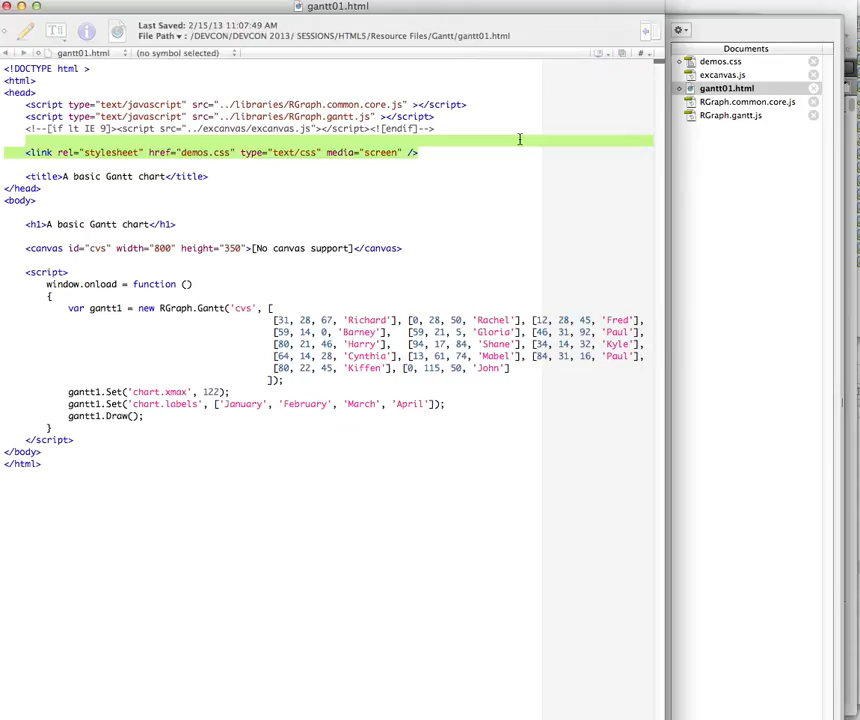 gantt01.html
Last Saved: 2/15/13 11:07:49 AM
File Path ▾ : /DEVCON/DEVCON 2013/ SESSIONS/HTML5/Resource Files/Gantt/gantt01.html
gantt01.html (no symbol selected) #
<!DOCTYPE html >
<html>
<head>
<script type="text/javascript" src="../libraries/RGraph.common.core.js" ></script>
<script type="text/javascript" src="../libraries/RGraph.gantt.js" ></script>
<!--[if lt IE 9]><script src="../excanvas/excanvas.js"></script><![endif]-->
<link rel="stylesheet" href="demos.css" type="text/css" media="screen" />
<title>A basic Gantt chart</title>
</head>
<body>
<h1>A basic Gantt chart</h1>
<canvas id="cvs" width="800" height="350">[No canvas support]</canvas>
<script>
window.onload = function ()
{
var gantt1 = new RGraph.Gantt('cvs', [
[31, 28, 67, 'Richard'], [0, 28, 50, 'Rachel'], [12, 28, 45, 'Fred'],
[59, 14, 0, 'Barney'], [59, 21, 5, 'Gloria'], [46, 31, 92, 'Paul'],
[80, 21, 46, 'Harry'], [94, 17, 84, 'Shane'], [34, 14, 32, 'Kyle'],
[64, 14, 28, 'Cynthia'], [13, 61, 74, 'Mabel'], [84, 31, 16, 'Paul'],
[80, 22, 45, 'Kiffen'], [0, 115, 50, 'John']
]);
gantt1.Set('chart.xmax', 122);
gantt1.Set('chart.labels', ['January', 'February', 'March', 'April']);
gantt1.Draw();
}
</script>
</body>
</html>
Documents
demos.css
excanvas.js
gantt01.html
RGraph.common.core.js
RGraph.gantt.js